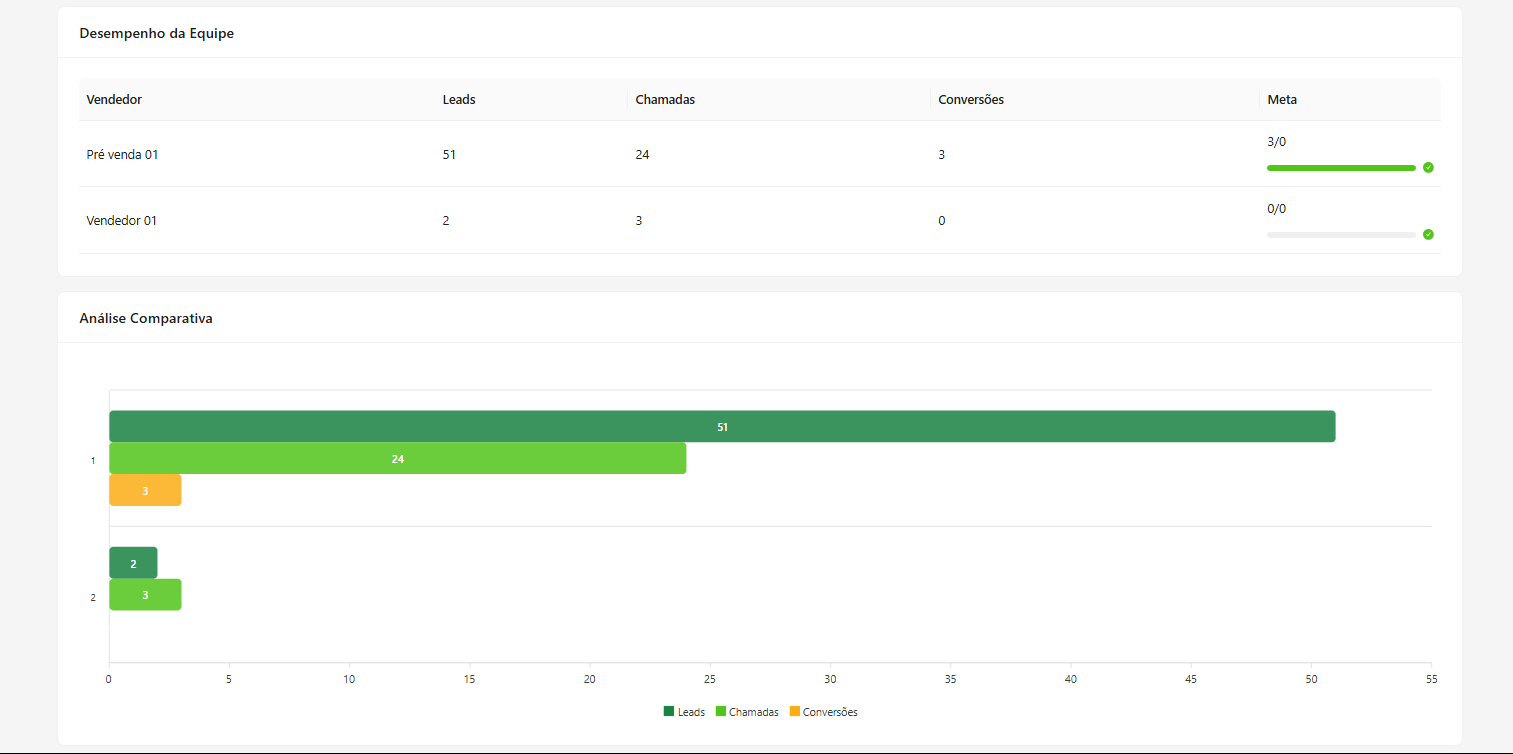 Desempenho da Equipe
Vendedor Leads Chamadas Conversões Meta
Pré venda 01 51 24 3 3/0
Vendedor 01 2 3 0 0/0
Análise Comparativa
51
24
1
3
2
3
2
0 5 10 15 20 25 30 35 40 45 50 55
Leads Chamadas Conversões